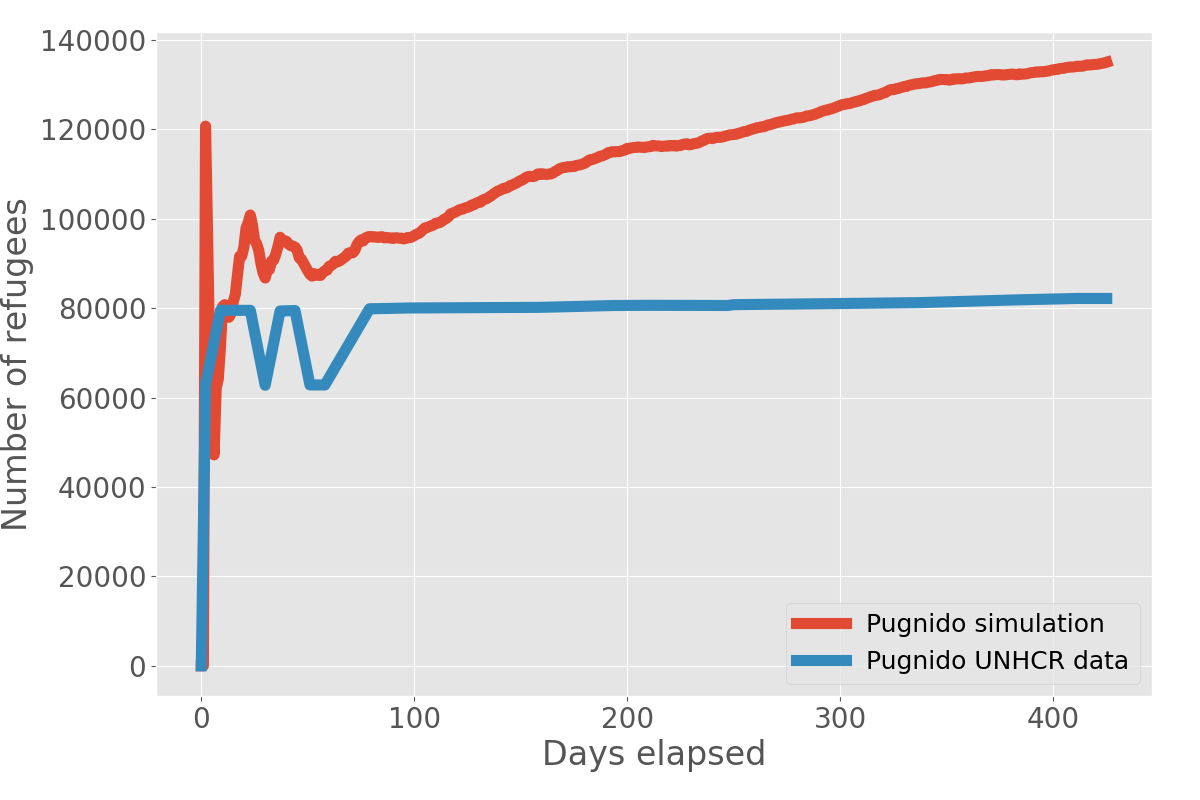 Number of refugees
140000
120000
100000
80000
60000
40000
20000
0
0 100 200 300 400
Days elapsed
Pugnido simulation
Pugnido UNHCR data